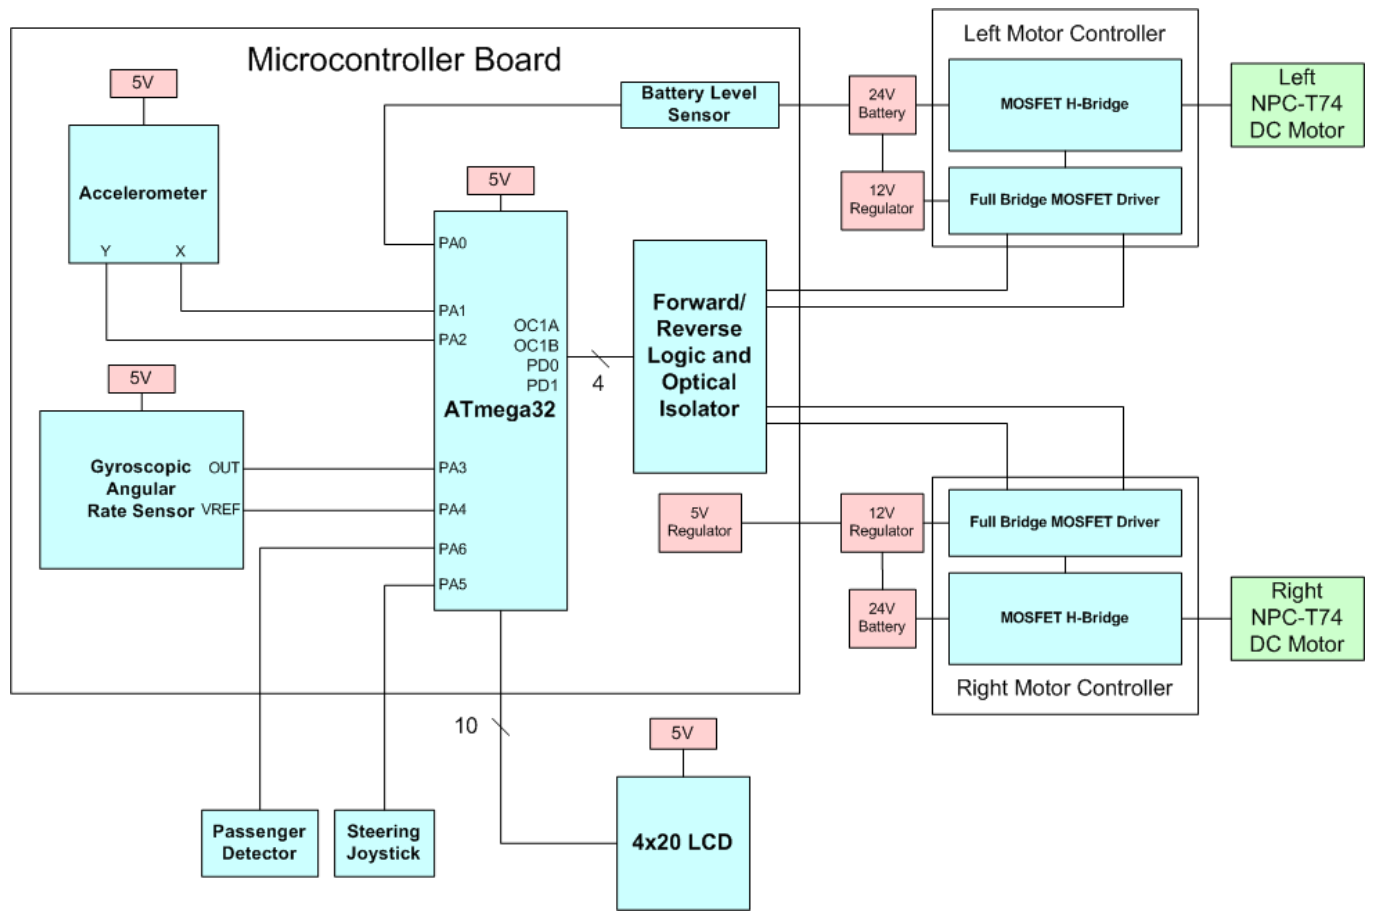 Microcontroller Board
5V
Accelerometer
Y
X
5V
Gyroscopic
Angular
Rate Sensor
OUT
VREF
Battery Level
Sensor
5V
PA0
PA1
PA2
OC1A
OC1B
PD0
PD1
ATmega32
PA3
PA4
PA6
PA5
4
Forward/
Reverse
Logic and
Optical
Isolator
24V
Battery
12V
Regulator
Left Motor Controller
MOSFET H-Bridge
Full Bridge MOSFET Driver
Left
NPC-T74
DC Motor
5V
Regulator
12V
Regulator
24V
Battery
Full Bridge MOSFET Driver
MOSFET H-Bridge
Right Motor Controller
Right
NPC-T74
DC Motor
10
5V
4x20 LCD
Passenger
Detector
Steering
Joystick